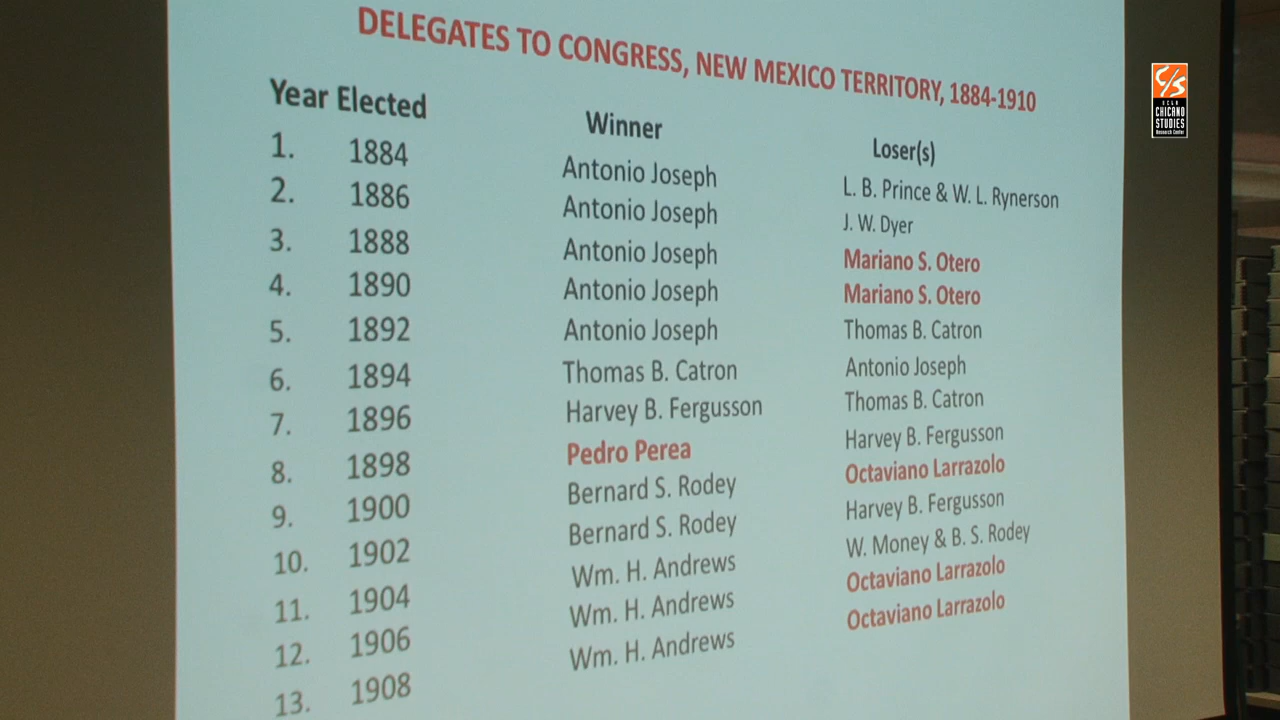 DELEGATES TO CONGRESS, NEW MEXICO TERRITORY, 1884-1910
Year Elected Winner Loser(s)
1. 1884 Antonio Joseph L. B. Prince & W. L. Rynerson
2. 1886 Antonio Joseph J. W. Dyer
3. 1888 Antonio Joseph Mariano S. Otero
4. 1890 Antonio Joseph Mariano S. Otero
5. 1892 Antonio Joseph Thomas B. Catron
6. 1894 Thomas B. Catron Antonio Joseph
7. 1896 Harvey B. Fergusson Thomas B. Catron
8. 1898 Pedro Perea Harvey B. Fergusson
9. 1900 Bernard S. Rodey Octaviano Larrazolo
10. 1902 Bernard S. Rodey Harvey B. Fergusson
11. 1904 Wm. H. Andrews W. Money & B. S. Rodey
12. 1906 Wm. H. Andrews Octaviano Larrazolo
13. 1908 Wm. H. Andrews Octaviano Larrazolo
C/S
UCLA
CHICANO
STUDIES
Research Center